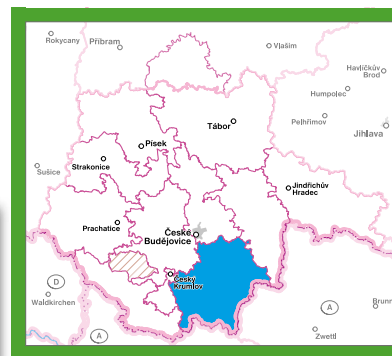 Rokycany
Příbram
Vlašim
Havlíčkův
Brod
Humpolec
Pelhřimov
Tábor
Jihlava
Písek
Strakonice
Sušice
Jindřichův
Hradec
Prachatice
České
Budějovice
Český
Krumlov
D
Waldkirchen
A
Brunn
Zwettl
A